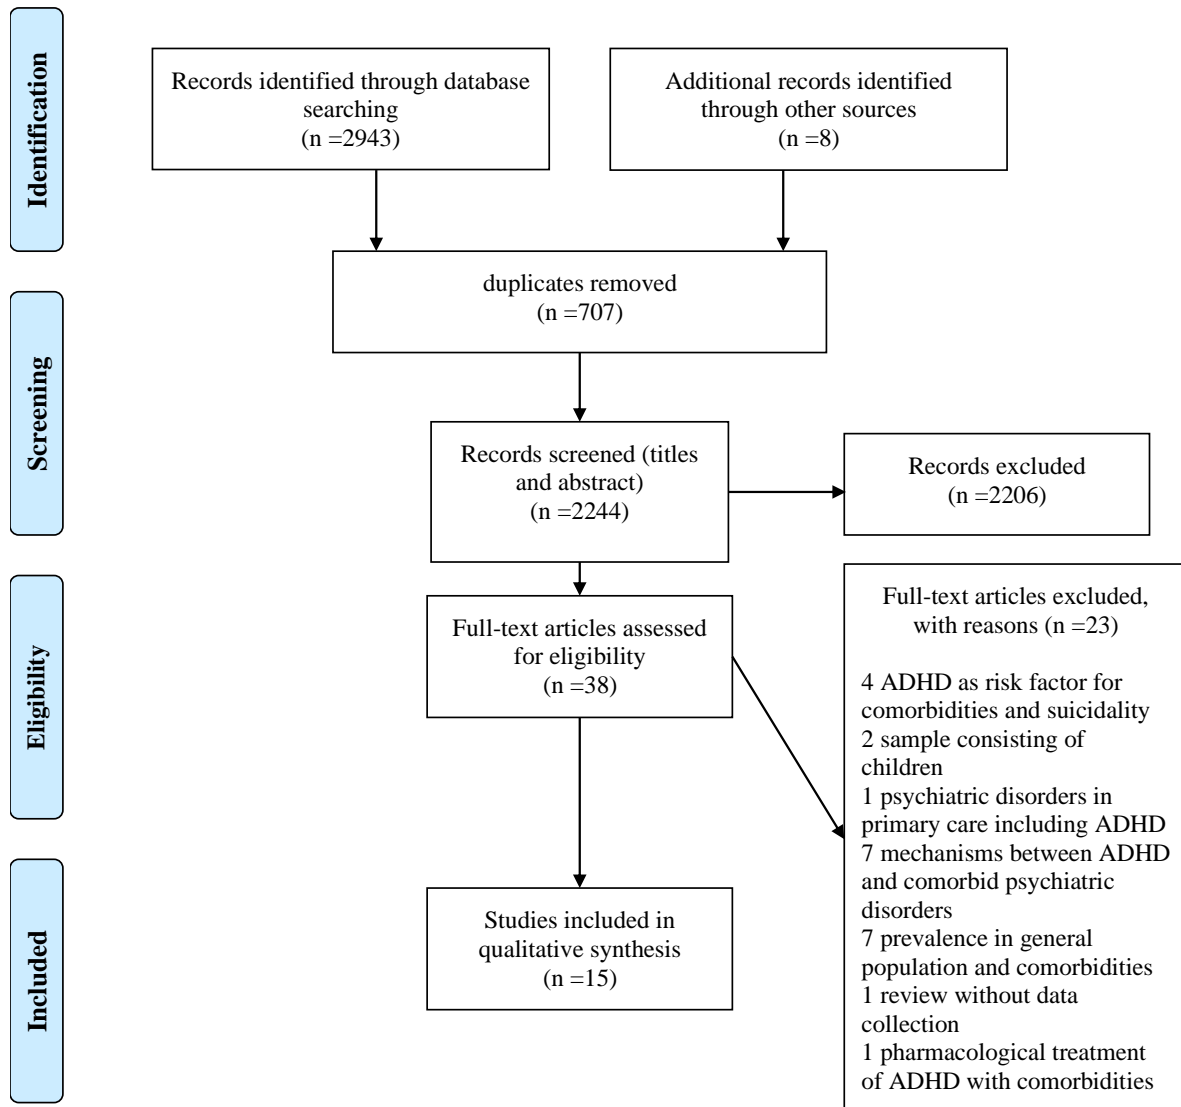 Identification
Records identified through database
searching
(n =2943)
Additional records identified
through other sources
(n =8)
duplicates removed
(n =707)
Screening
Records screened (titles
and abstract)
(n =2244)
Records excluded
(n =2206)
Eligibility
Full-text articles assessed
for eligibility
(n =38)
Full-text articles excluded,
with reasons (n =23)
4 ADHD as risk factor for
comorbidities and suicidality
2 sample consisting of
children
1 psychiatric disorders in
primary care including ADHD
7 mechanisms between ADHD
and comorbid psychiatric
disorders
7 prevalence in general
population and comorbidities
1 review without data
collection
1 pharmacological treatment
of ADHD with comorbidities
Included
Studies included in
qualitative synthesis
(n =15)